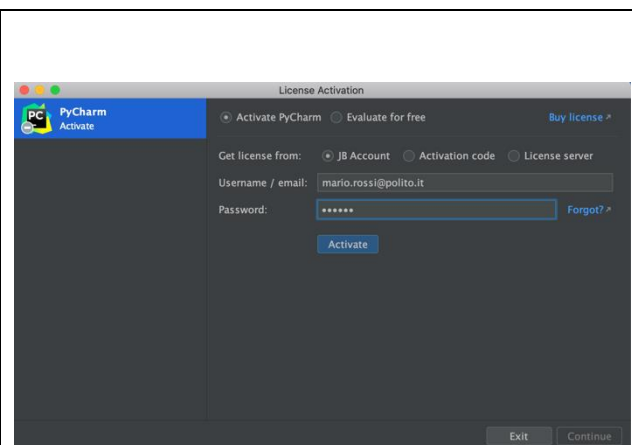 License Activation
PC PyCharm
Activate
Activate PyCharm Evaluate for free Buy license ↗
Get license from: JB Account Activation code License server
Username / email: mario.rossi@polito.it
Password: •••••• Forgot? ↗
Activate
Exit Continue